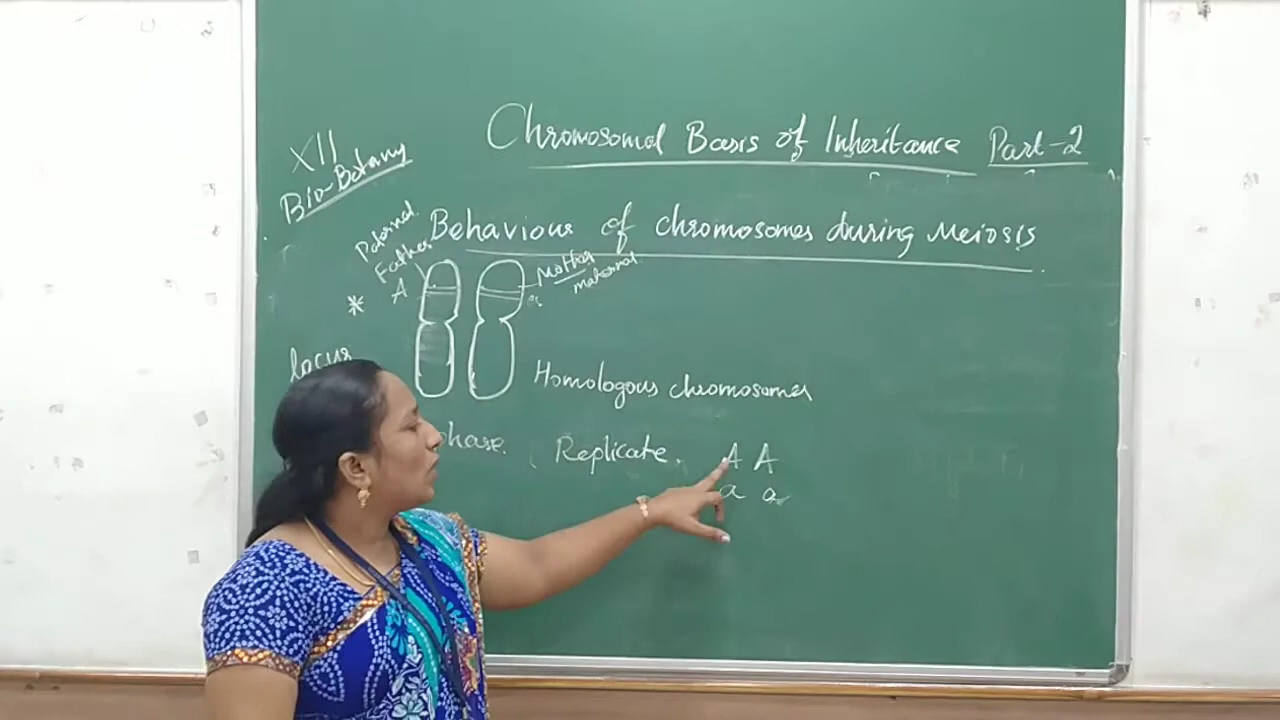 Chromosomal Basis of Inheritance Part-2
XII
Bio-Botany
Behaviour of chromosomes during Meiosis
Paternal
Father
A
Mother
maternal
a
*
locus
Homologous chromosomes
phase. Replicate. A A
a a